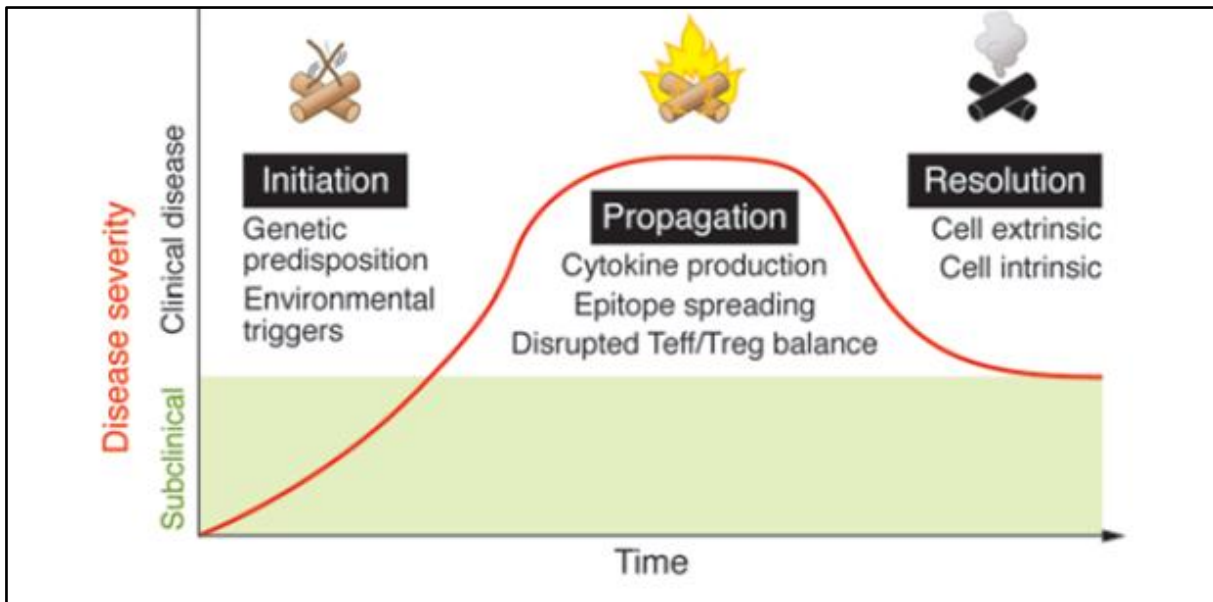 Disease severity
Clinical disease
Subclinical
Initiation
Genetic
predisposition
Environmental
triggers
Propagation
Cytokine production
Epitope spreading
Disrupted Teff/Treg balance
Resolution
Cell extrinsic
Cell intrinsic
Time